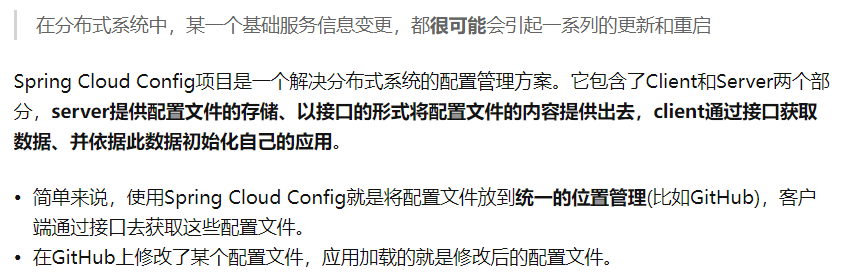 在分布式系统中，某一个基础服务信息变更，都很可能会引起一系列的更新和重启
Spring Cloud Config项目是一个解决分布式系统的配置管理方案。它包含了Client和Server两个部
分，server提供配置文件的存储、以接口的形式将配置文件的内容提供出去，client通过接口获取
数据、并依据此数据初始化自己的应用。
• 简单来说，使用Spring Cloud Config就是将配置文件放到统一的位置管理(比如GitHub)，客户
端通过接口去获取这些配置文件。
• 在GitHub上修改了某个配置文件，应用加载的就是修改后的配置文件。